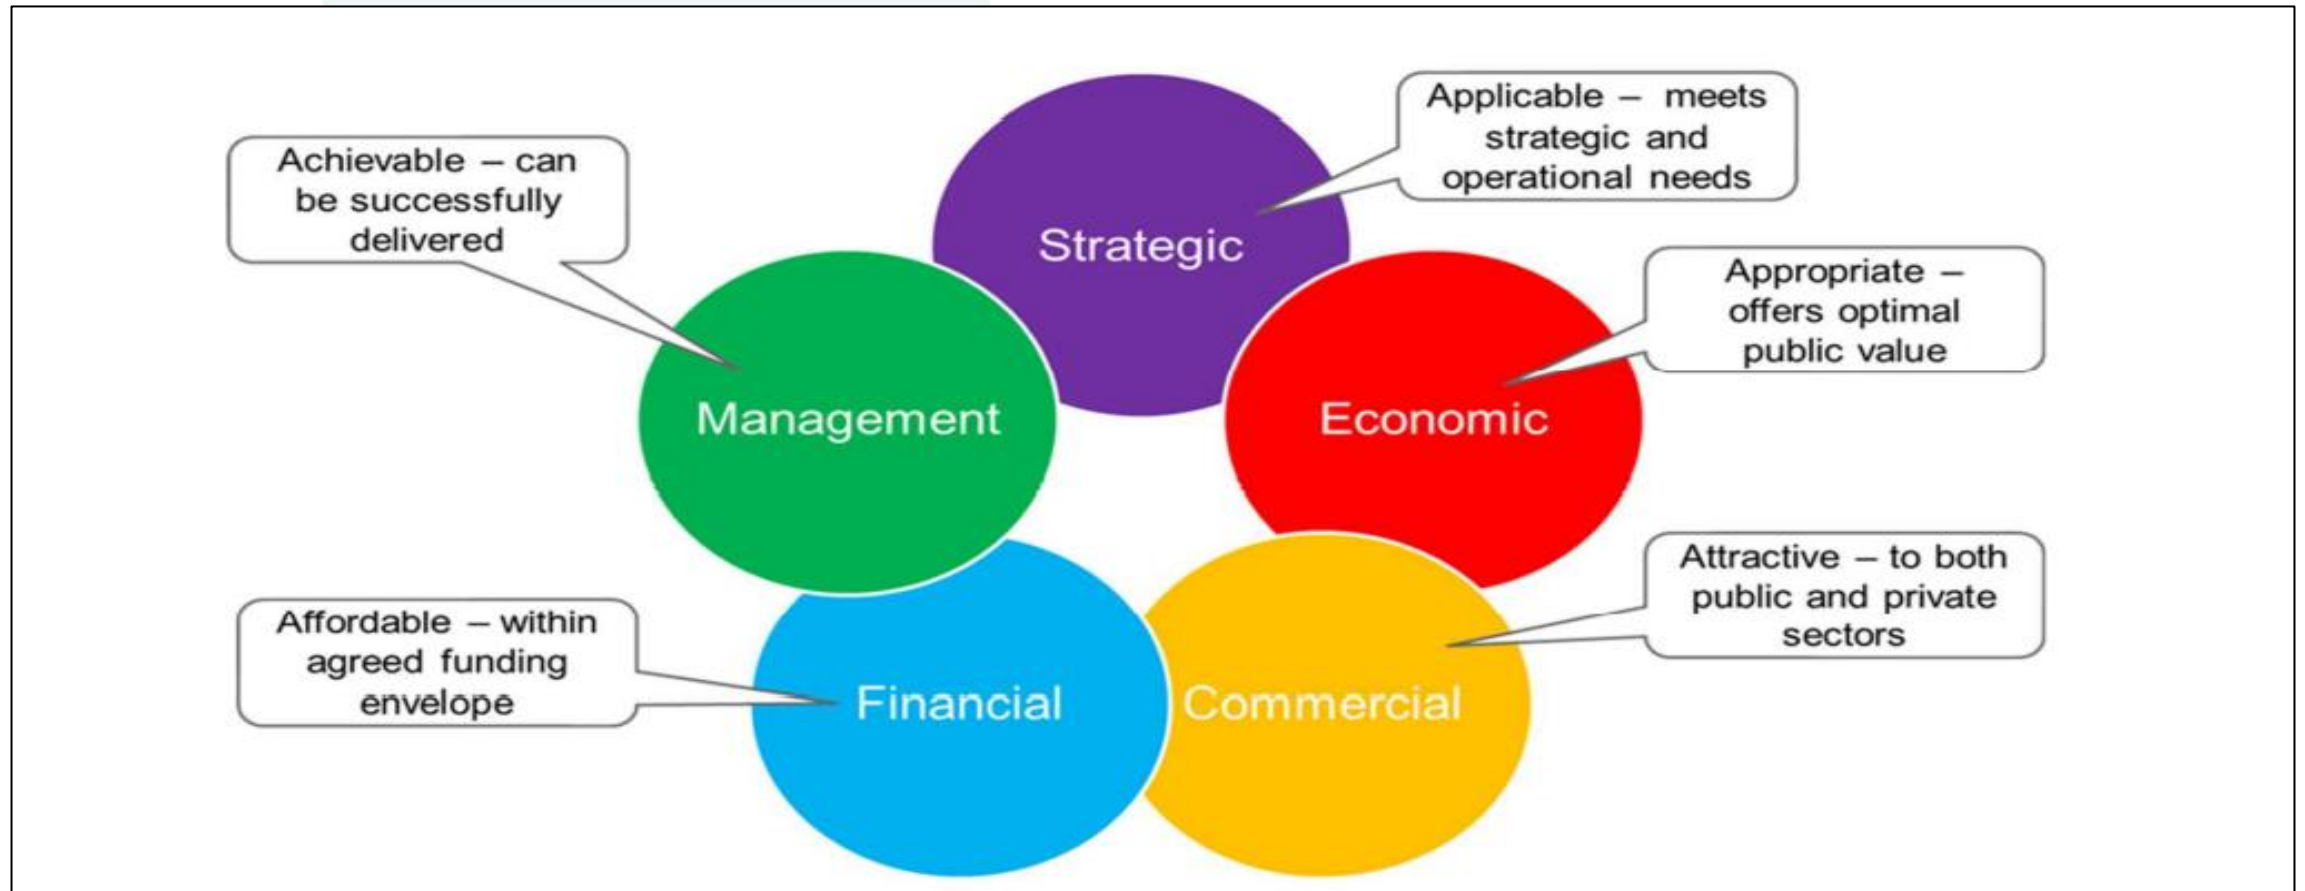 Applicable – meets
strategic and
operational needs
Achievable – can
be successfully
delivered
Strategic
Appropriate –
offers optimal
public value
Management
Economic
Attractive – to both
public and private
sectors
Affordable – within
agreed funding
envelope
Financial
Commercial